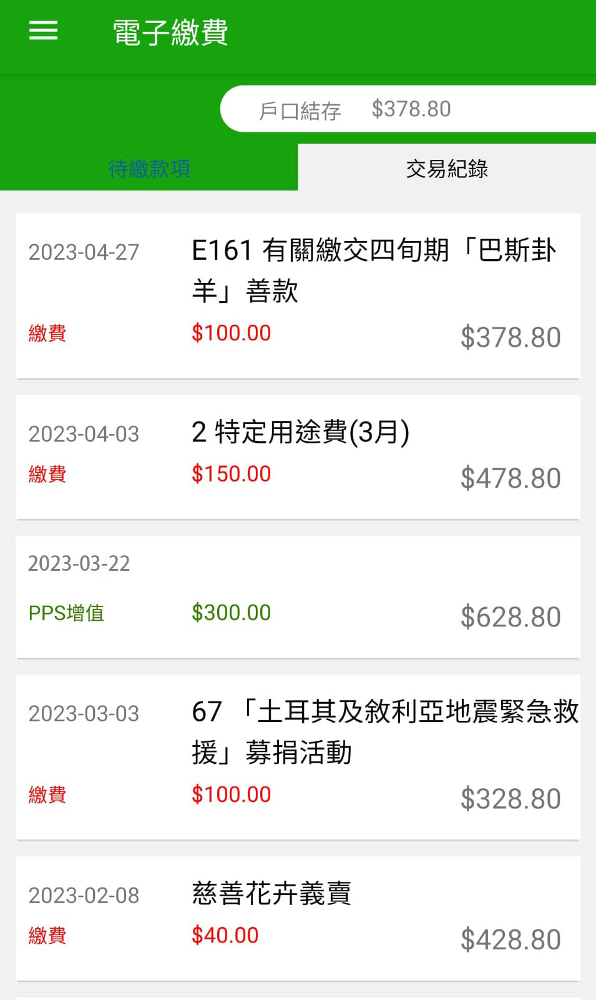 電子繳費
戶口結存 $378.80
待繳款項 交易紀錄
2023-04-27 E161 有關繳交四旬期「巴斯卦
羊」善款
繳費 $100.00 $378.80
2023-04-03 2 特定用途費(3月)
繳費 $150.00 $478.80
2023-03-22
PPS增值 $300.00 $628.80
2023-03-03 67 「土耳其及敘利亞地震緊急救
援」募捐活動
繳費 $100.00 $328.80
2023-02-08 慈善花卉義賣
繳費 $40.00 $428.80